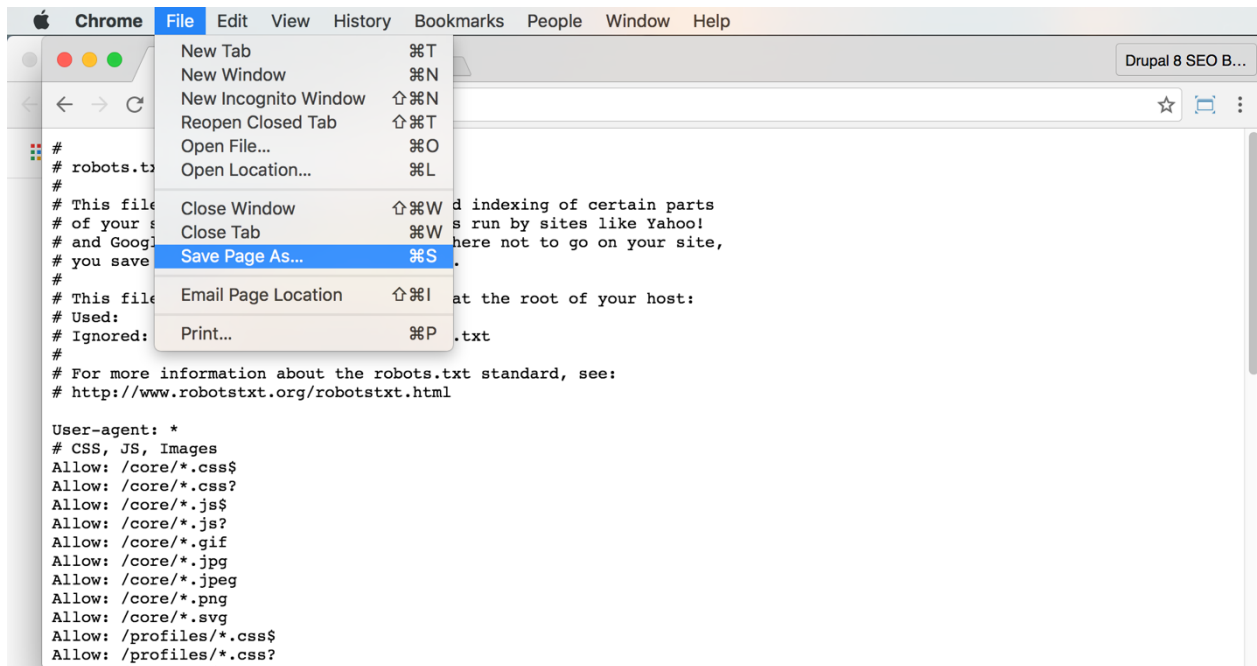 Chrome File Edit View History Bookmarks People Window Help
New Tab ⌘T
New Window ⌘N
New Incognito Window ⇧⌘N
Reopen Closed Tab ⇧⌘T
Open File... ⌘O
Open Location... ⌘L
Close Window ⇧⌘W
Close Tab ⌘W
Save Page As... ⌘S
Email Page Location ⇧⌘I
Print... ⌘P
Drupal 8 SEO B...
#
# robots.tx
#
# This file d indexing of certain parts
# of your s s run by sites like Yahoo!
# and Googl here not to go on your site,
# you save .
#
# This file at the root of your host:
# Used:
# Ignored: .txt
#
# For more information about the robots.txt standard, see:
# http://www.robotstxt.org/robotstxt.html
User-agent: *
# CSS, JS, Images
Allow: /core/*.css$
Allow: /core/*.css?
Allow: /core/*.js$
Allow: /core/*.js?
Allow: /core/*.gif
Allow: /core/*.jpg
Allow: /core/*.jpeg
Allow: /core/*.png
Allow: /core/*.svg
Allow: /profiles/*.css$
Allow: /profiles/*.css?